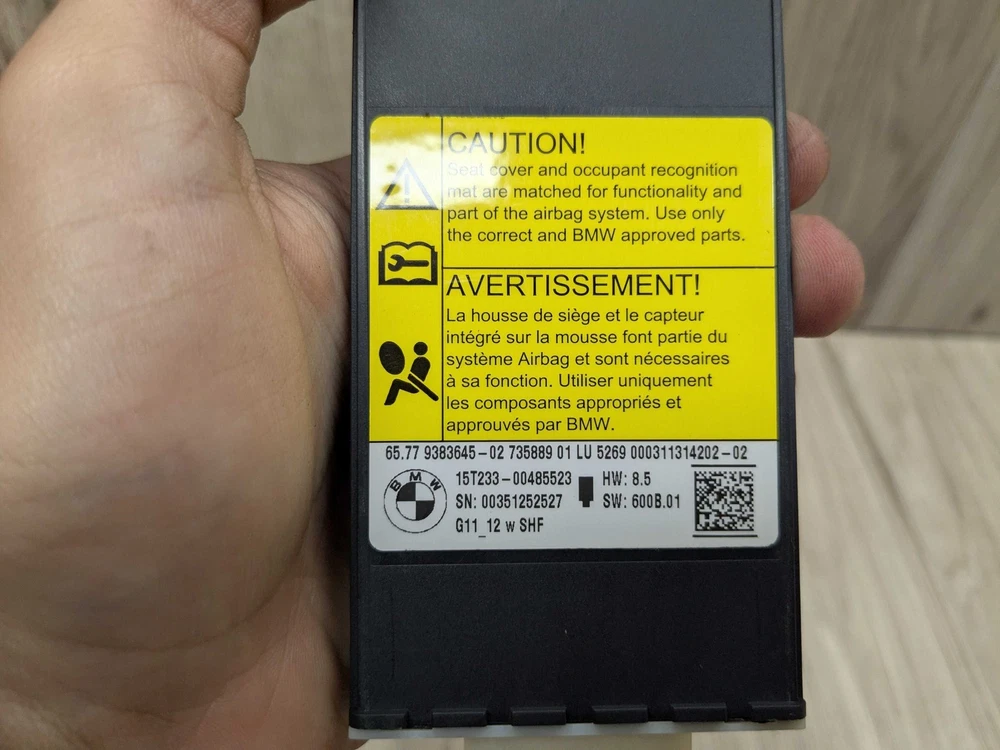 CAUTION!
Seat cover and occupant recognition
mat are matched for functionality and
part of the airbag system. Use only
the correct and BMW approved parts.
AVERTISSEMENT!
La housse de siège et le capteur
intégré sur la mousse font partie du
système Airbag et sont nécessaires
à sa fonction. Utiliser uniquement
les composants appropriés et
approuvés par BMW.
65.77 9383645-02 735889 01 LU 5269 000311314202-02
BMW
15T233-00485523 HW: 8.5
SN: 00351252527 SW: 600B.01
G11_12 w SHF